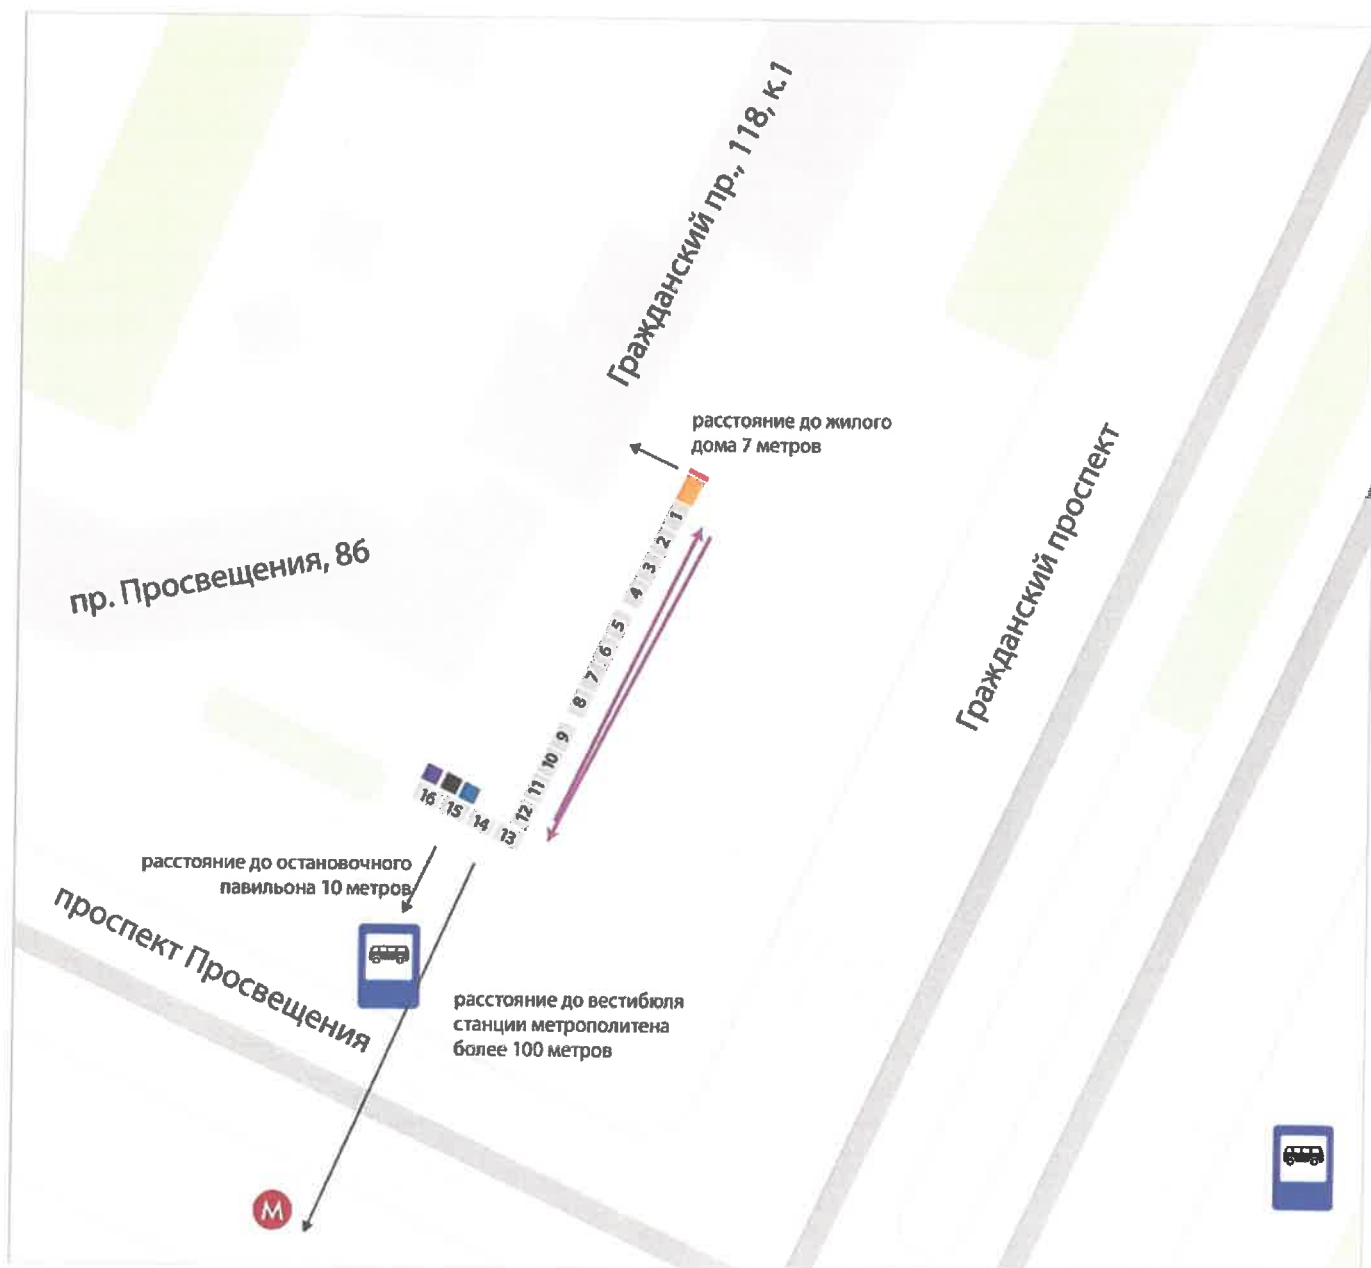 Гражданский пр., 118, к.1
расстояние до жилого
дома 7 метров
Гражданский проспект
пр. Просвещения, 86
1
2
3
4
5
6
7
8
9
10
11
12
13
14
15
16
расстояние до остановочного
павильона 10 метров
проспект Просвещения
расстояние до вестибюля
станции метрополитена
более 100 метров
М